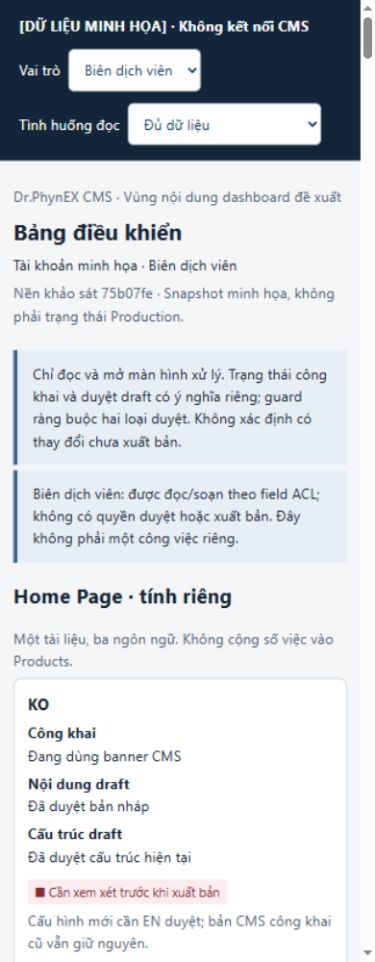 [DỮ LIỆU MINH HỌA] · Không kết nối CMS
Vai trò Biên dịch viên
Tình huống đọc Đủ dữ liệu
Dr.PhynEX CMS · Vùng nội dung dashboard đề xuất
Bảng điều khiển
Tài khoản minh họa · Biên dịch viên
Nền khảo sát 75b07fe · Snapshot minh họa, không
phải trạng thái Production.
Chỉ đọc và mở màn hình xử lý. Trạng thái công
khai và duyệt draft có ý nghĩa riêng; guard
ràng buộc hai loại duyệt. Không xác định có
thay đổi chưa xuất bản.
Biên dịch viên: được đọc/soạn theo field ACL;
không có quyền duyệt hoặc xuất bản. Đây
không phải một công việc riêng.
Home Page · tính riêng
Một tài liệu, ba ngôn ngữ. Không cộng số việc vào
Products.
KO
Công khai
Đang dùng banner CMS
Nội dung draft
Đã duyệt bản nháp
Cấu trúc draft
Đã duyệt cấu trúc hiện tại
■ Cần xem xét trước khi xuất bản
Cấu hình mới cần EN duyệt; bản CMS công khai
cũ vẫn giữ nguyên.